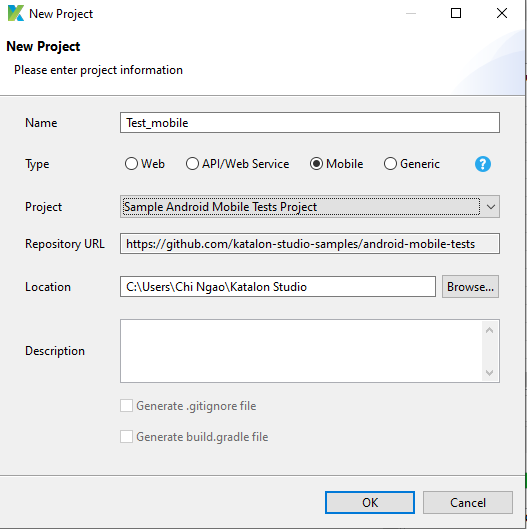 New Project
New Project
Please enter project information
Name Test_mobile
Type Web API/Web Service Mobile Generic ?
Project Sample Android Mobile Tests Project
Repository URL https://github.com/katalon-studio-samples/android-mobile-tests
Location C:\Users\Chi Ngao\Katalon Studio Browse...
Description
Generate .gitignore file
Generate build.gradle file
OK Cancel